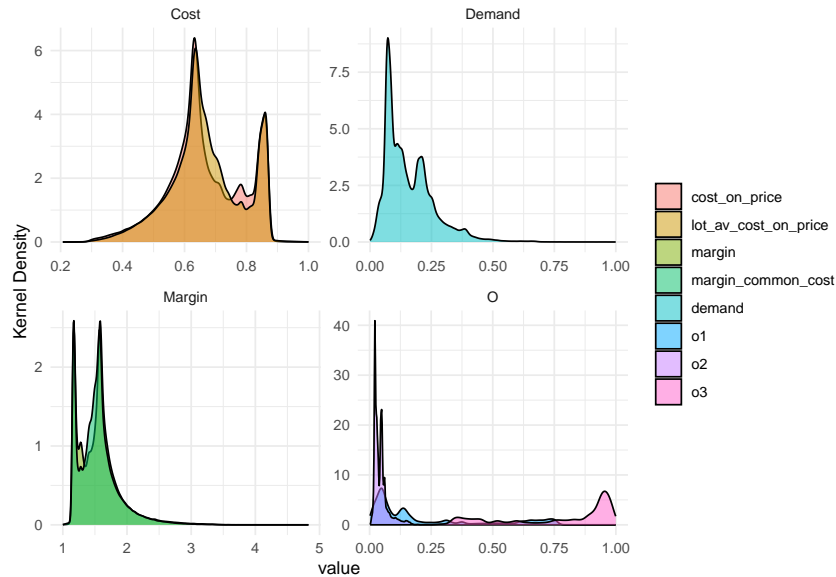 Cost
Demand
6
4
2
0
0.2 0.4 0.6 0.8 1.0
7.5
5.0
2.5
0.0
0.00 0.25 0.50 0.75 1.00
Margin
O
2
1
0
1 2 3 4 5
40
30
20
10
0
0.00 0.25 0.50 0.75 1.00
Kernel Density
value
cost_on_price
lot_av_cost_on_price
margin
margin_common_cost
demand
o1
o2
o3